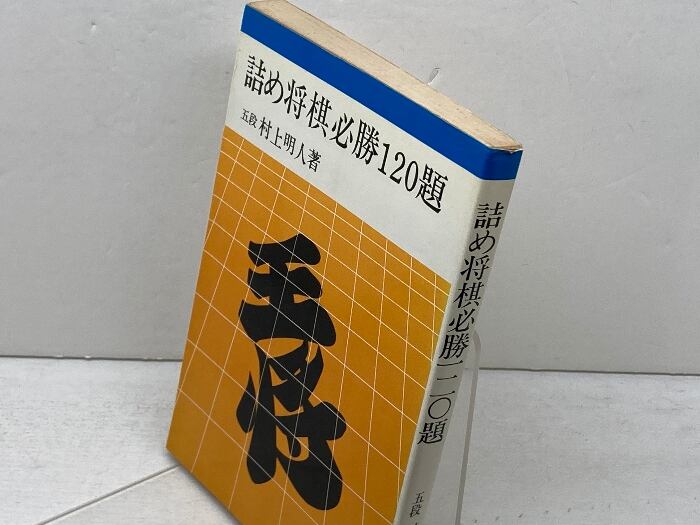 詰め将棋必勝120題
五段 村上明人著
王将
詰め将棋必勝一二〇題
五段